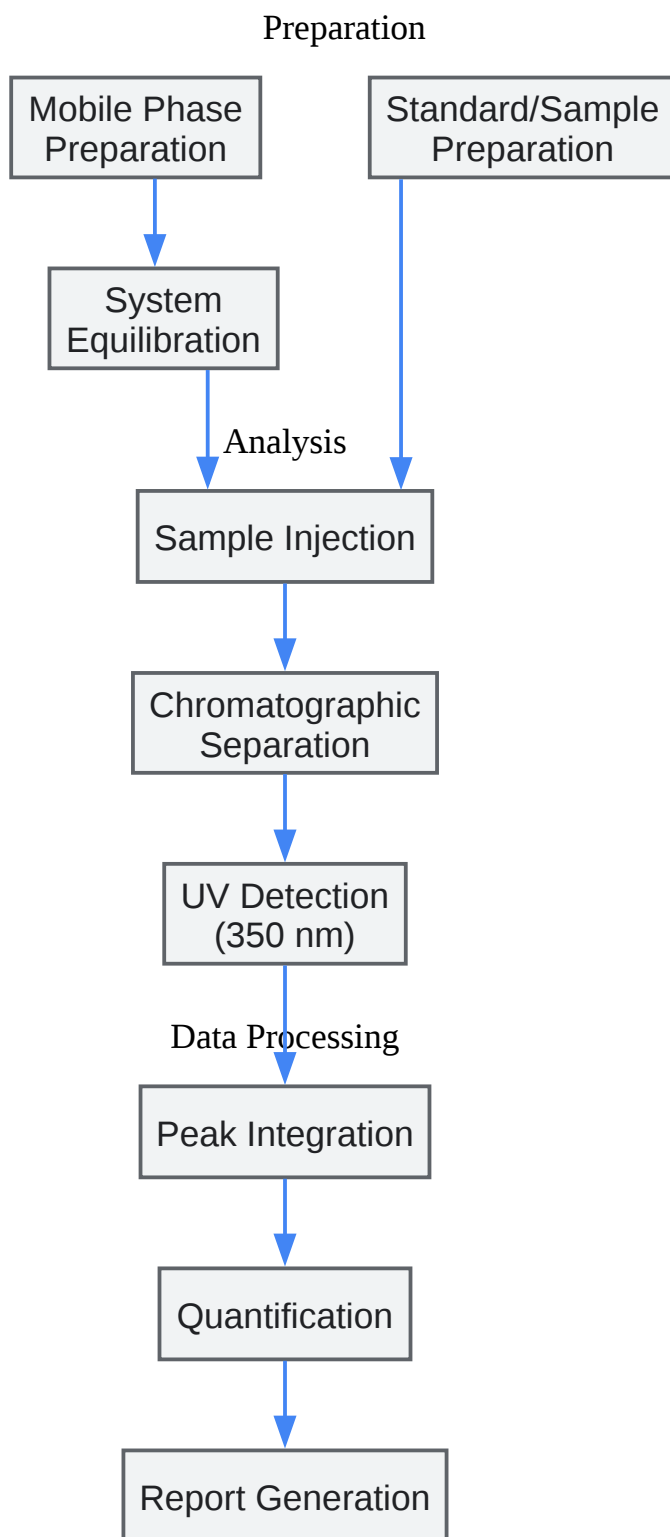 Preparation
Mobile Phase
Preparation
Standard/Sample
Preparation
System
Equilibration
Analysis
Sample Injection
Chromatographic
Separation
UV Detection
(350 nm)
Data Processing
Peak Integration
Quantification
Report Generation